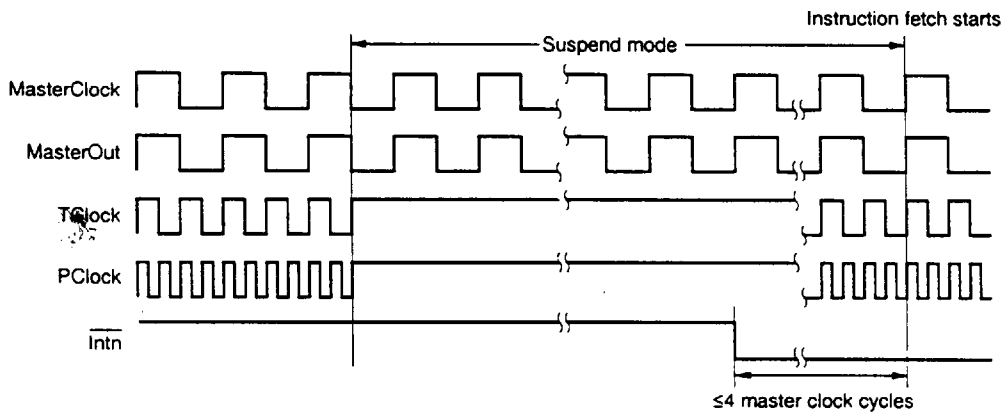 Instruction fetch starts
Suspend mode
MasterClock
MasterOut
TClock
PClock
Intn
≤4 master clock cycles